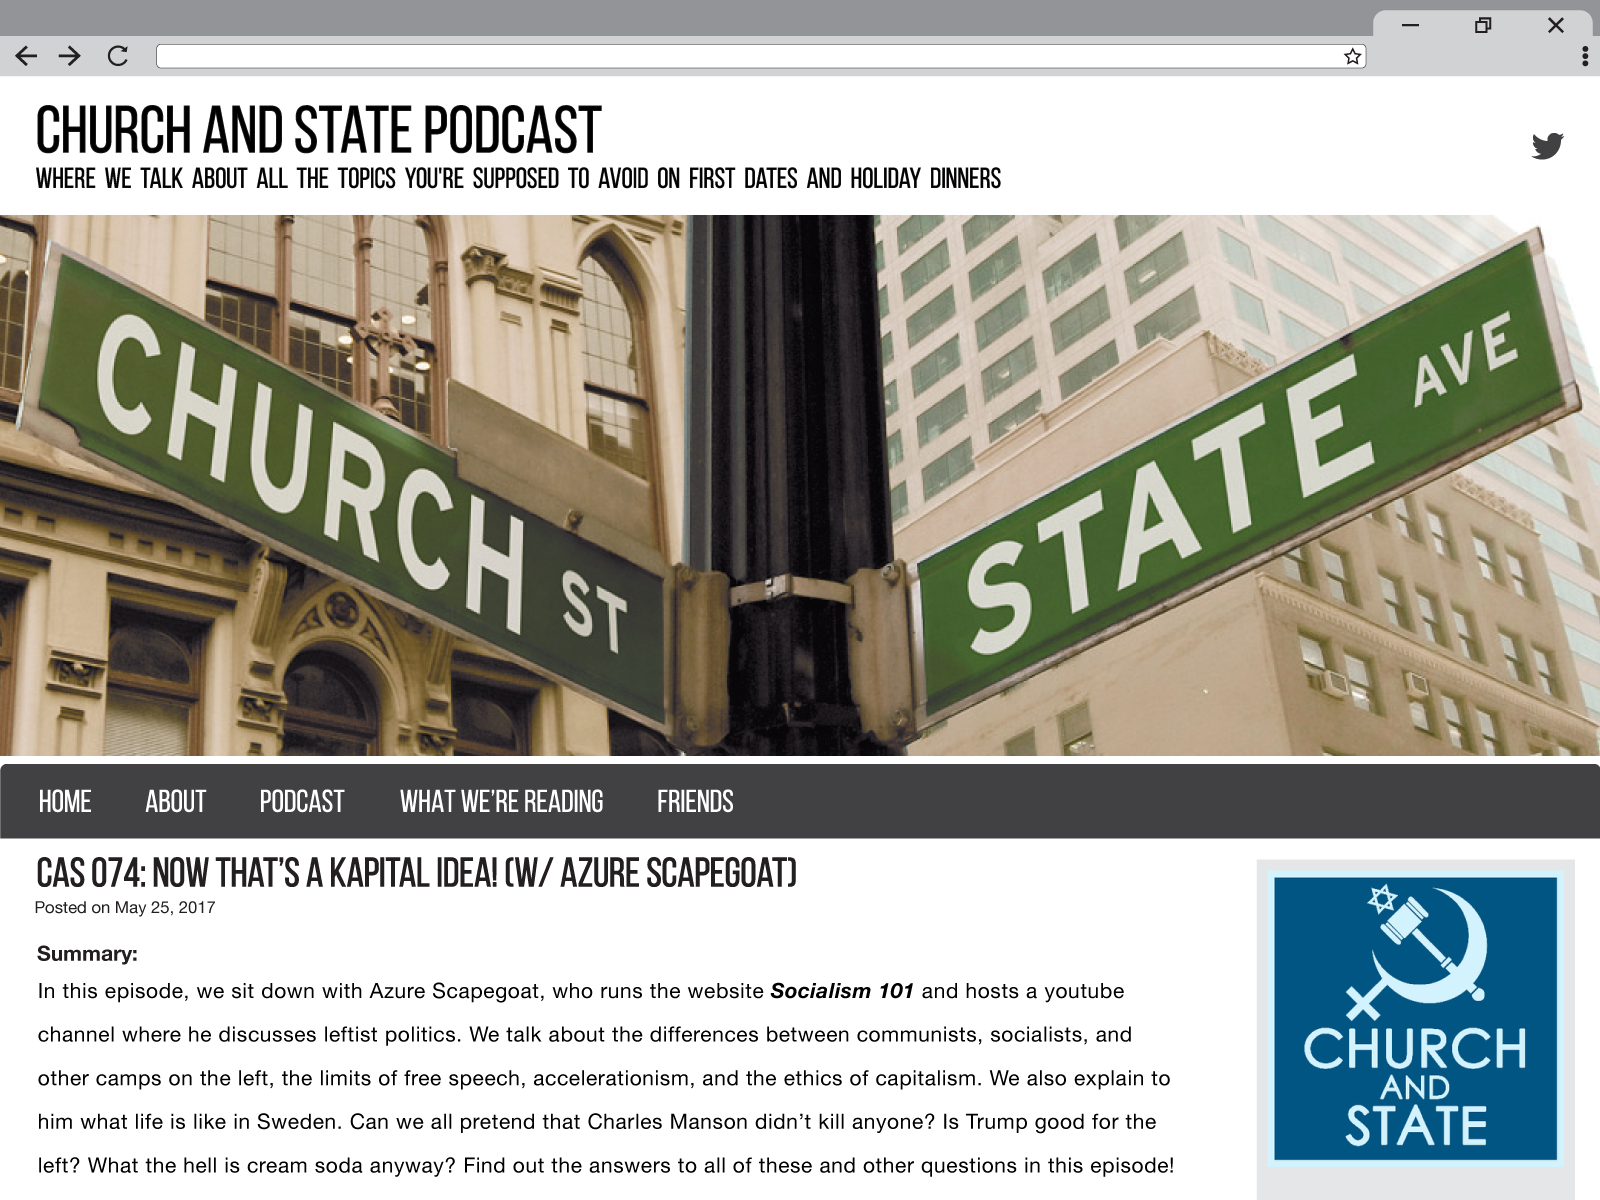 CHURCH AND STATE PODCAST
WHERE WE TALK ABOUT ALL THE TOPICS YOU'RE SUPPOSED TO AVOID ON FIRST DATES AND HOLIDAY DINNERS
CHURCH ST
STATE AVE
HOME ABOUT PODCAST WHAT WE'RE READING FRIENDS
CAS 074: NOW THAT'S A KAPITAL IDEA! (W/ AZURE SCAPEGOAT)
Posted on May 25, 2017
Summary:
In this episode, we sit down with Azure Scapegoat, who runs the website Socialism 101 and hosts a youtube
channel where he discusses leftist politics. We talk about the differences between communists, socialists, and
other camps on the left, the limits of free speech, accelerationism, and the ethics of capitalism. We also explain to
him what life is like in Sweden. Can we all pretend that Charles Manson didn't kill anyone? Is Trump good for the
left? What the hell is cream soda anyway? Find out the answers to all of these and other questions in this episode!
CHURCH
AND
STATE